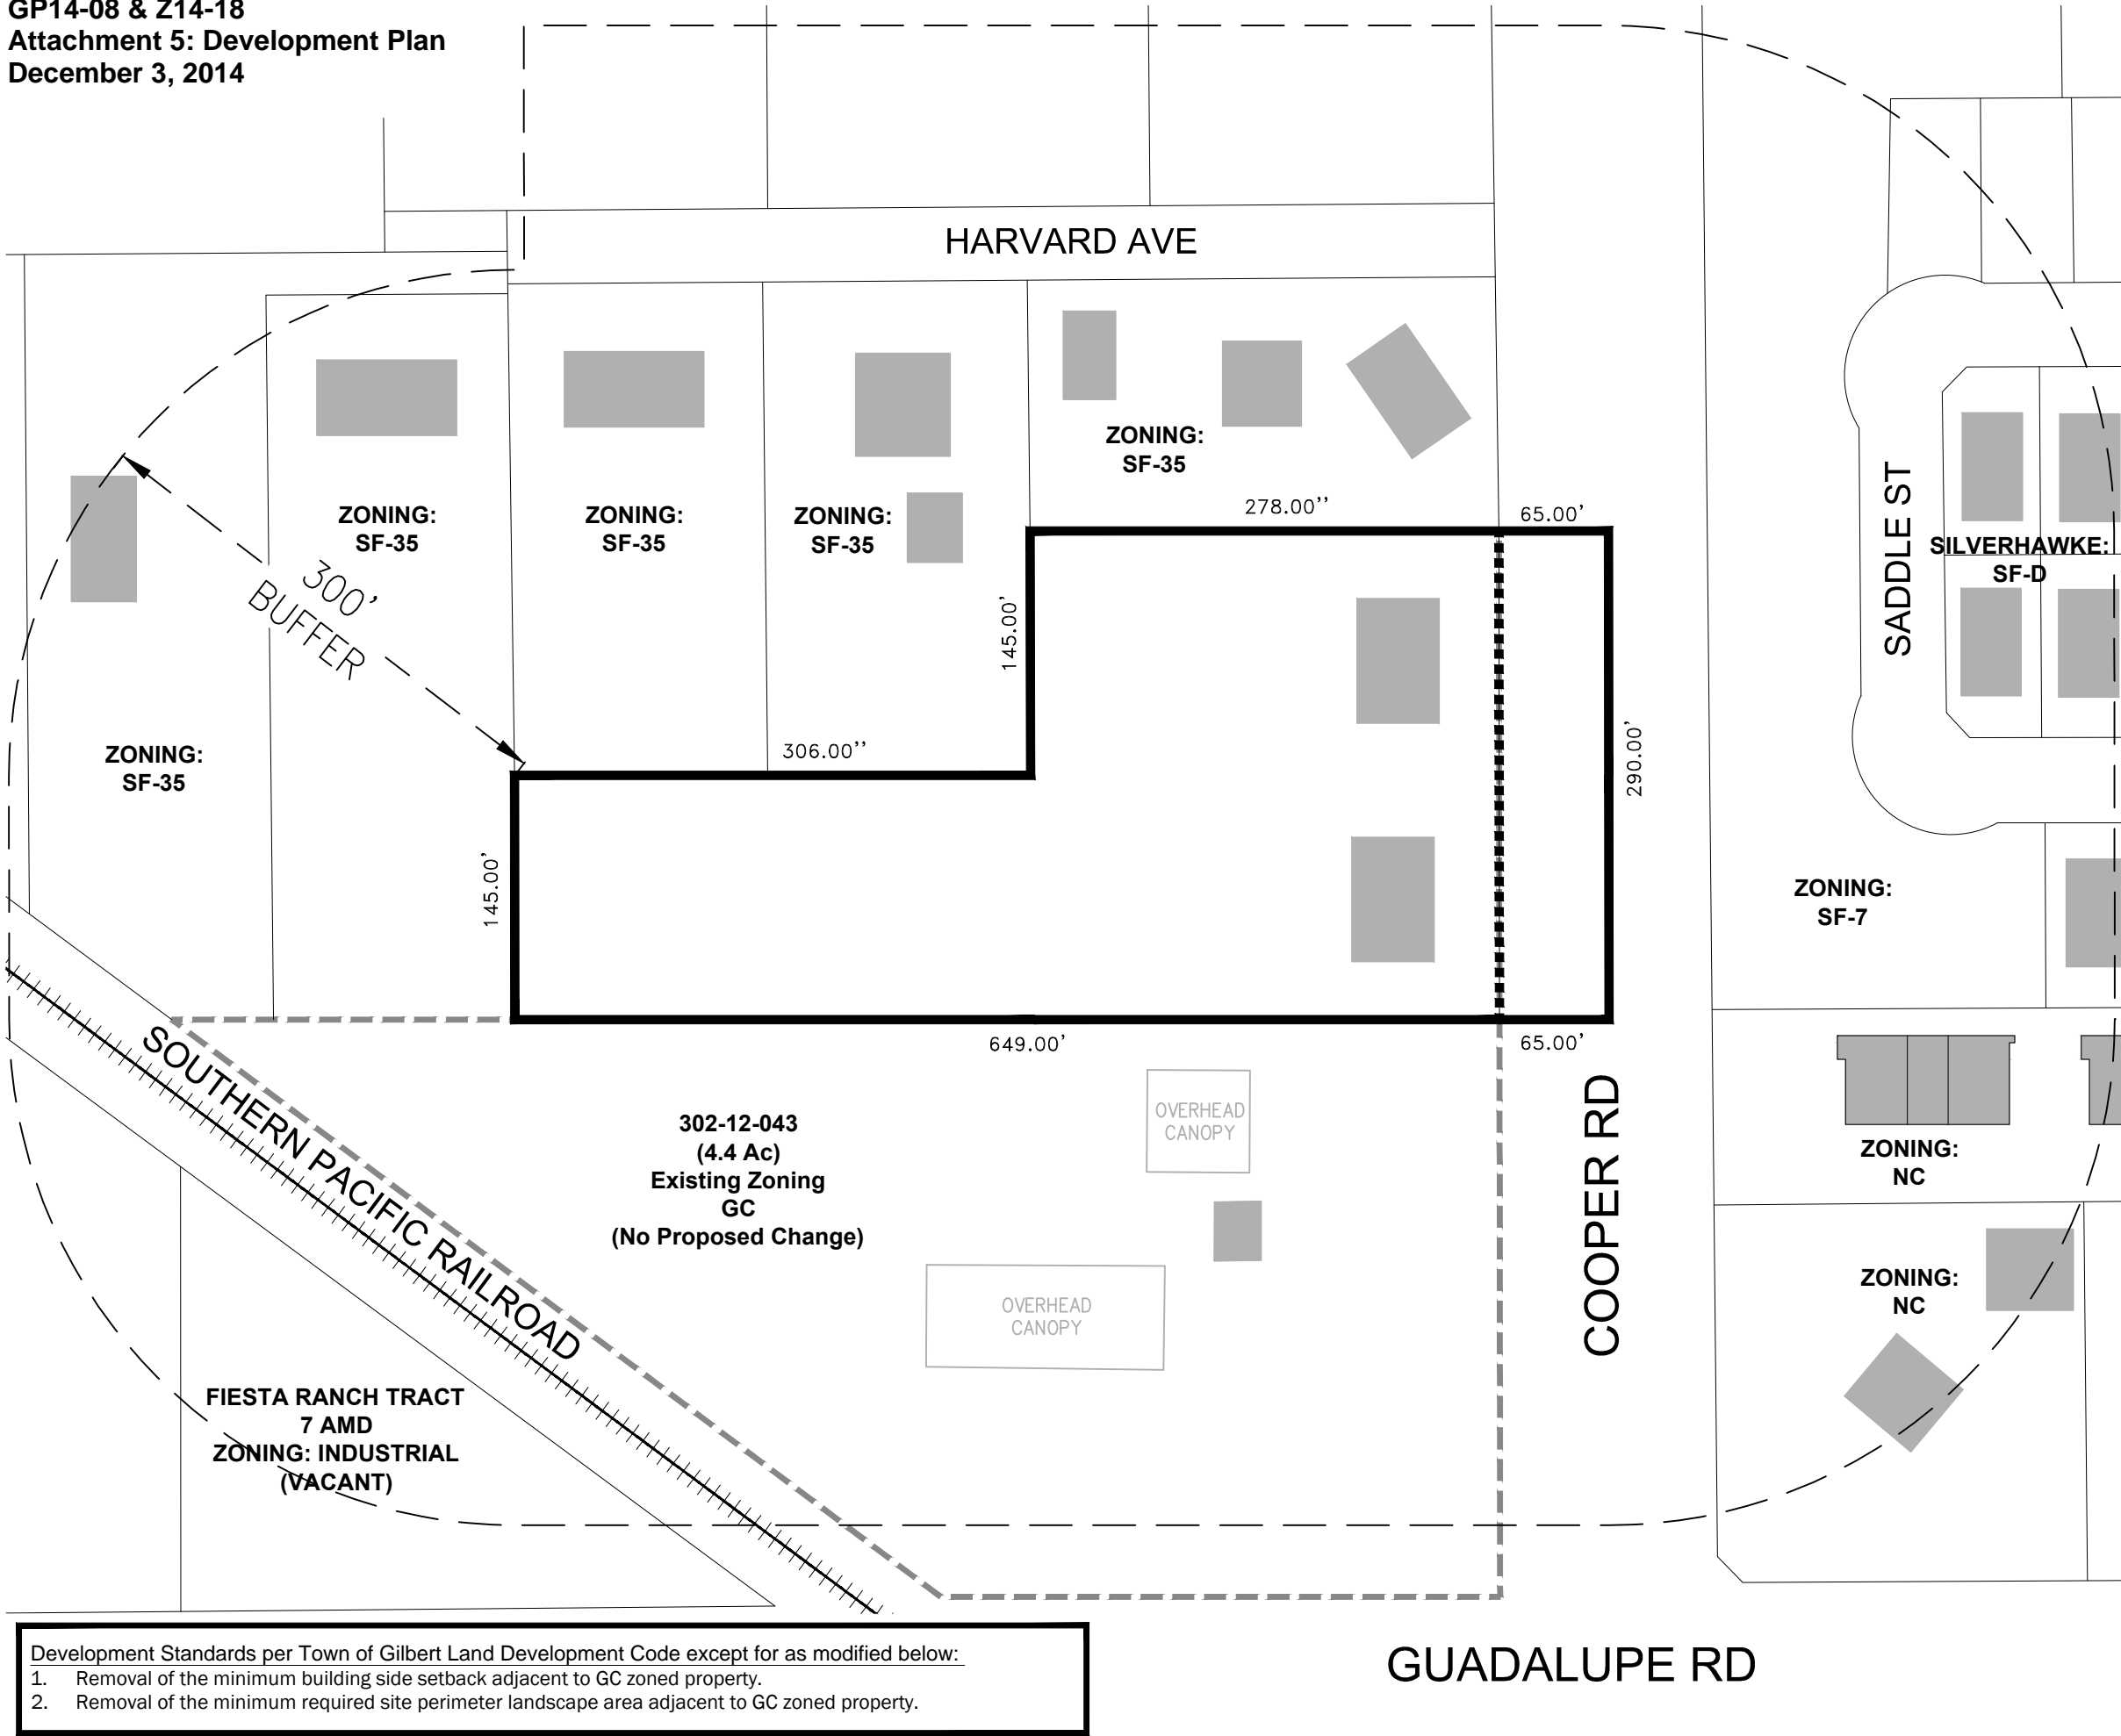 GP14-08 & Z14-18
Attachment 5: Development Plan
December 3, 2014
HARVARD AVE
ZONING:
SF-35
278.00''
65.00'
ZONING:
SF-35
ZONING:
SF-35
ZONING:
SF-35
SADDLE ST
SILVERHAWKE:
SF-D
300'
BUFFER
145.00'
ZONING:
SF-35
306.00''
290.00'
145.00'
ZONING:
SF-7
649.00'
65.00'
SOUTHERN PACIFIC RAILROAD
302-12-043
(4.4 Ac)
Existing Zoning
GC
(No Proposed Change)
OVERHEAD
CANOPY
COOPER RD
ZONING:
NC
OVERHEAD
CANOPY
ZONING:
NC
FIESTA RANCH TRACT
7 AMD
ZONING: INDUSTRIAL
(VACANT)
Development Standards per Town of Gilbert Land Development Code except for as modified below:
1. Removal of the minimum building side setback adjacent to GC zoned property.
2. Removal of the minimum required site perimeter landscape area adjacent to GC zoned property.
GUADALUPE RD